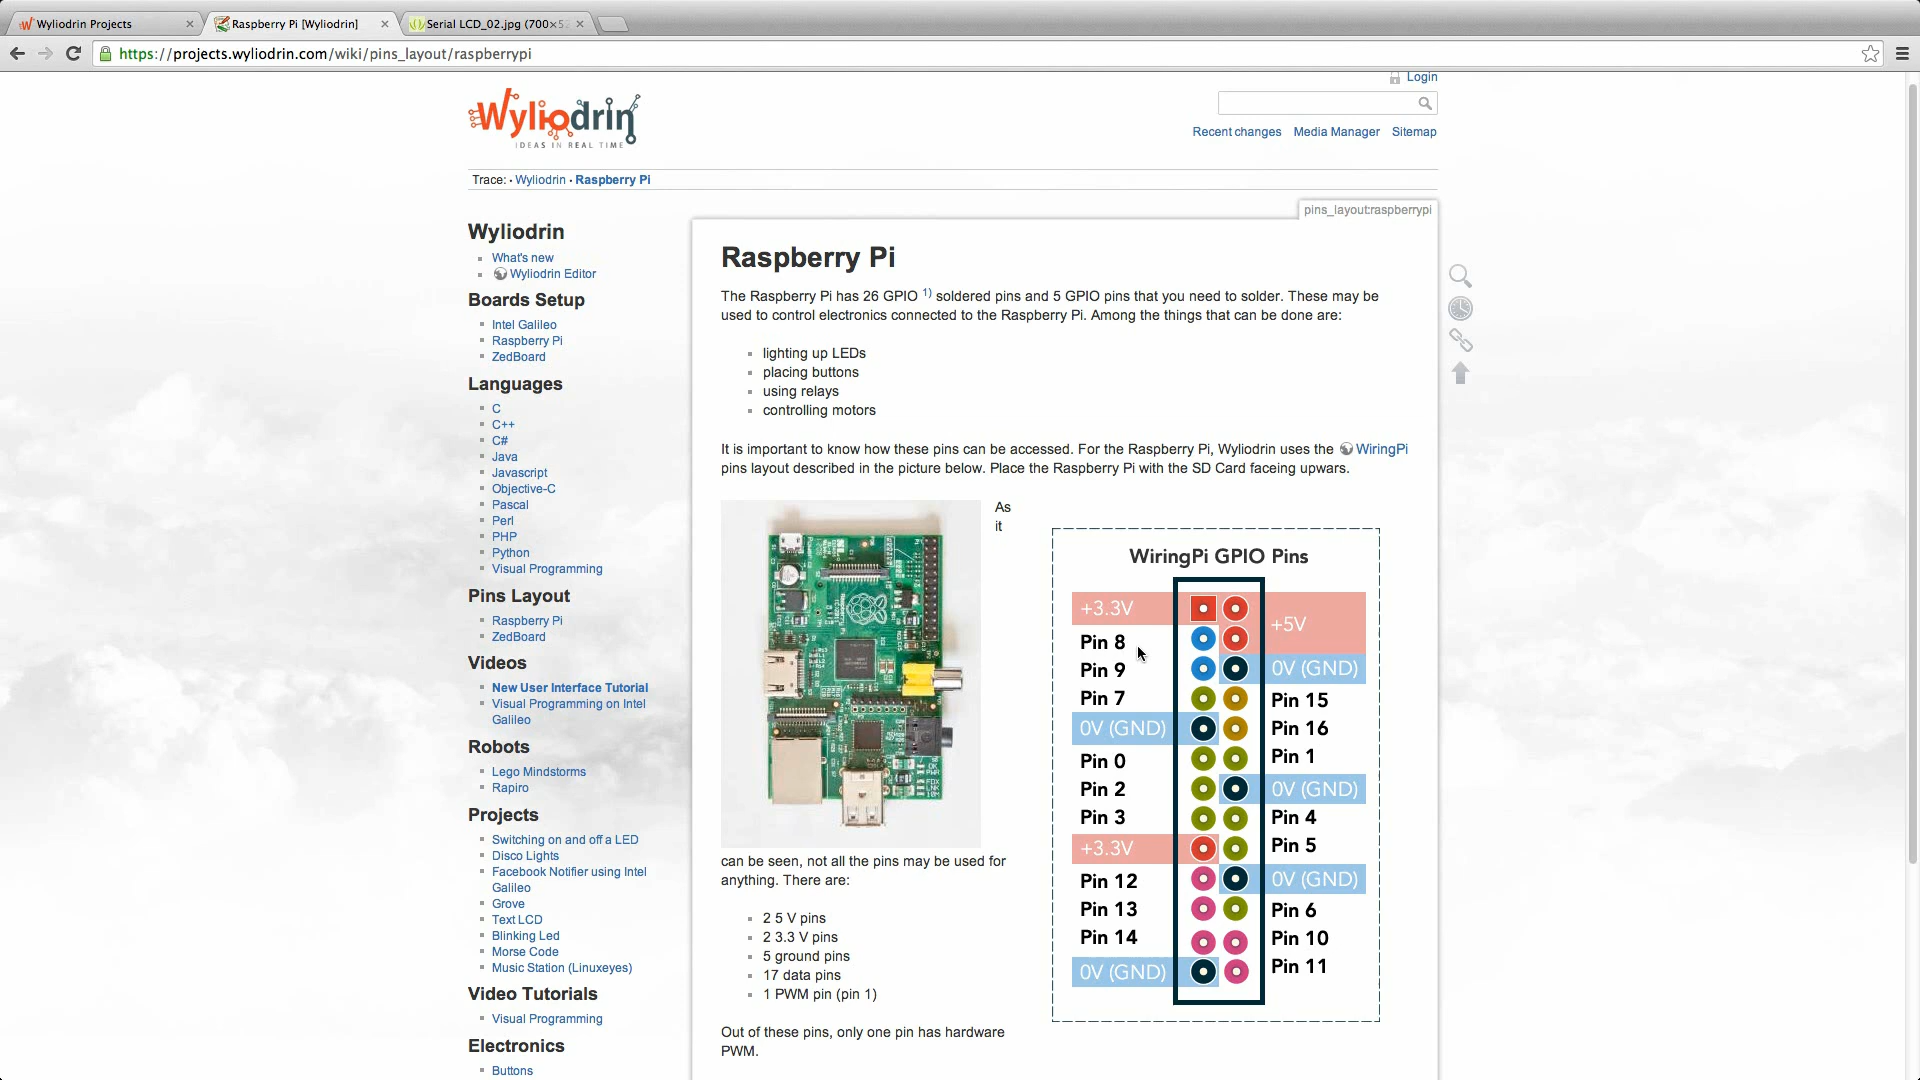 Wyliodrin Projects
Raspberry Pi [Wyliodrin]
Serial LCD_02.jpg (700×52
https://projects.wyliodrin.com/wiki/pins_layout/raspberrypi
Login
Wyliodrin
IDEAS IN REAL TIME
Recent changes Media Manager Sitemap
Trace: • Wyliodrin • Raspberry Pi
pins_layout:raspberrypi
Wyliodrin
What's new
Wyliodrin Editor
Boards Setup
Intel Galileo
Raspberry Pi
ZedBoard
Languages
C
C++
C#
Java
Javascript
Objective-C
Pascal
Perl
PHP
Python
Visual Programming
Pins Layout
Raspberry Pi
ZedBoard
Videos
New User Interface Tutorial
Visual Programming on Intel
Galileo
Robots
Lego Mindstorms
Rapiro
Projects
Switching on and off a LED
Disco Lights
Facebook Notifier using Intel
Galileo
Grove
Text LCD
Blinking Led
Morse Code
Music Station (Linuxeyes)
Video Tutorials
Visual Programming
Electronics
Buttons
Raspberry Pi
The Raspberry Pi has 26 GPIO 1) soldered pins and 5 GPIO pins that you need to solder. These may be
used to control electronics connected to the Raspberry Pi. Among the things that can be done are:
lighting up LEDs
placing buttons
using relays
controlling motors
It is important to know how these pins can be accessed. For the Raspberry Pi, Wyliodrin uses the WiringPi
pins layout described in the picture below. Place the Raspberry Pi with the SD Card faceing upwars.
As
it
can be seen, not all the pins may be used for
anything. There are:
2 5 V pins
2 3.3 V pins
5 ground pins
17 data pins
1 PWM pin (pin 1)
Out of these pins, only one pin has hardware
PWM.
WiringPi GPIO Pins
+3.3V
+5V
Pin 8
Pin 9 0V (GND)
Pin 7 Pin 15
0V (GND) Pin 16
Pin 0 Pin 1
Pin 2 0V (GND)
Pin 3 Pin 4
+3.3V Pin 5
Pin 12 0V (GND)
Pin 13 Pin 6
Pin 14 Pin 10
0V (GND) Pin 11